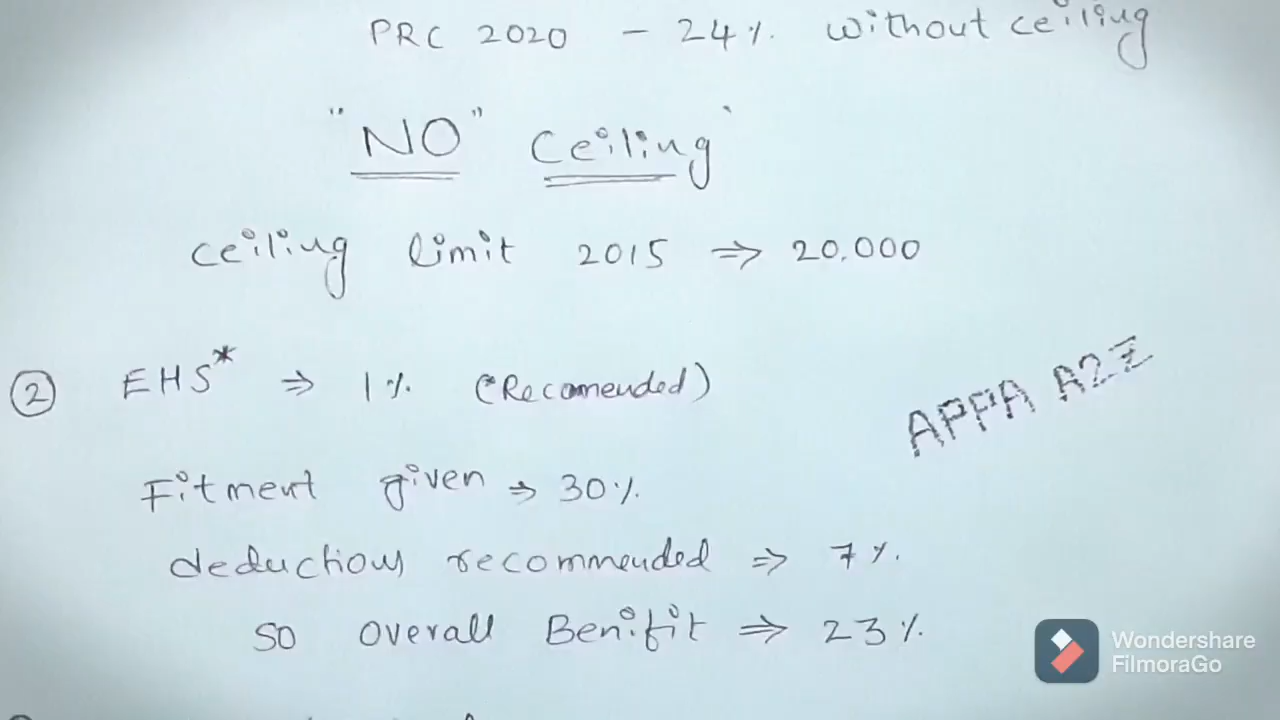 PRC 2020 - 24%. without ceiling
"NO" Ceiling
Ceiling limit 2015 ⇒ 20.000
② EHS* ⇒ 1%. (Recomended)
APPA A2Z
Fitment given ⇒ 30%.
deductions recommended ⇒ 7%.
SO Overall Benifit ⇒ 23%.
Wondershare
FilmoraGo